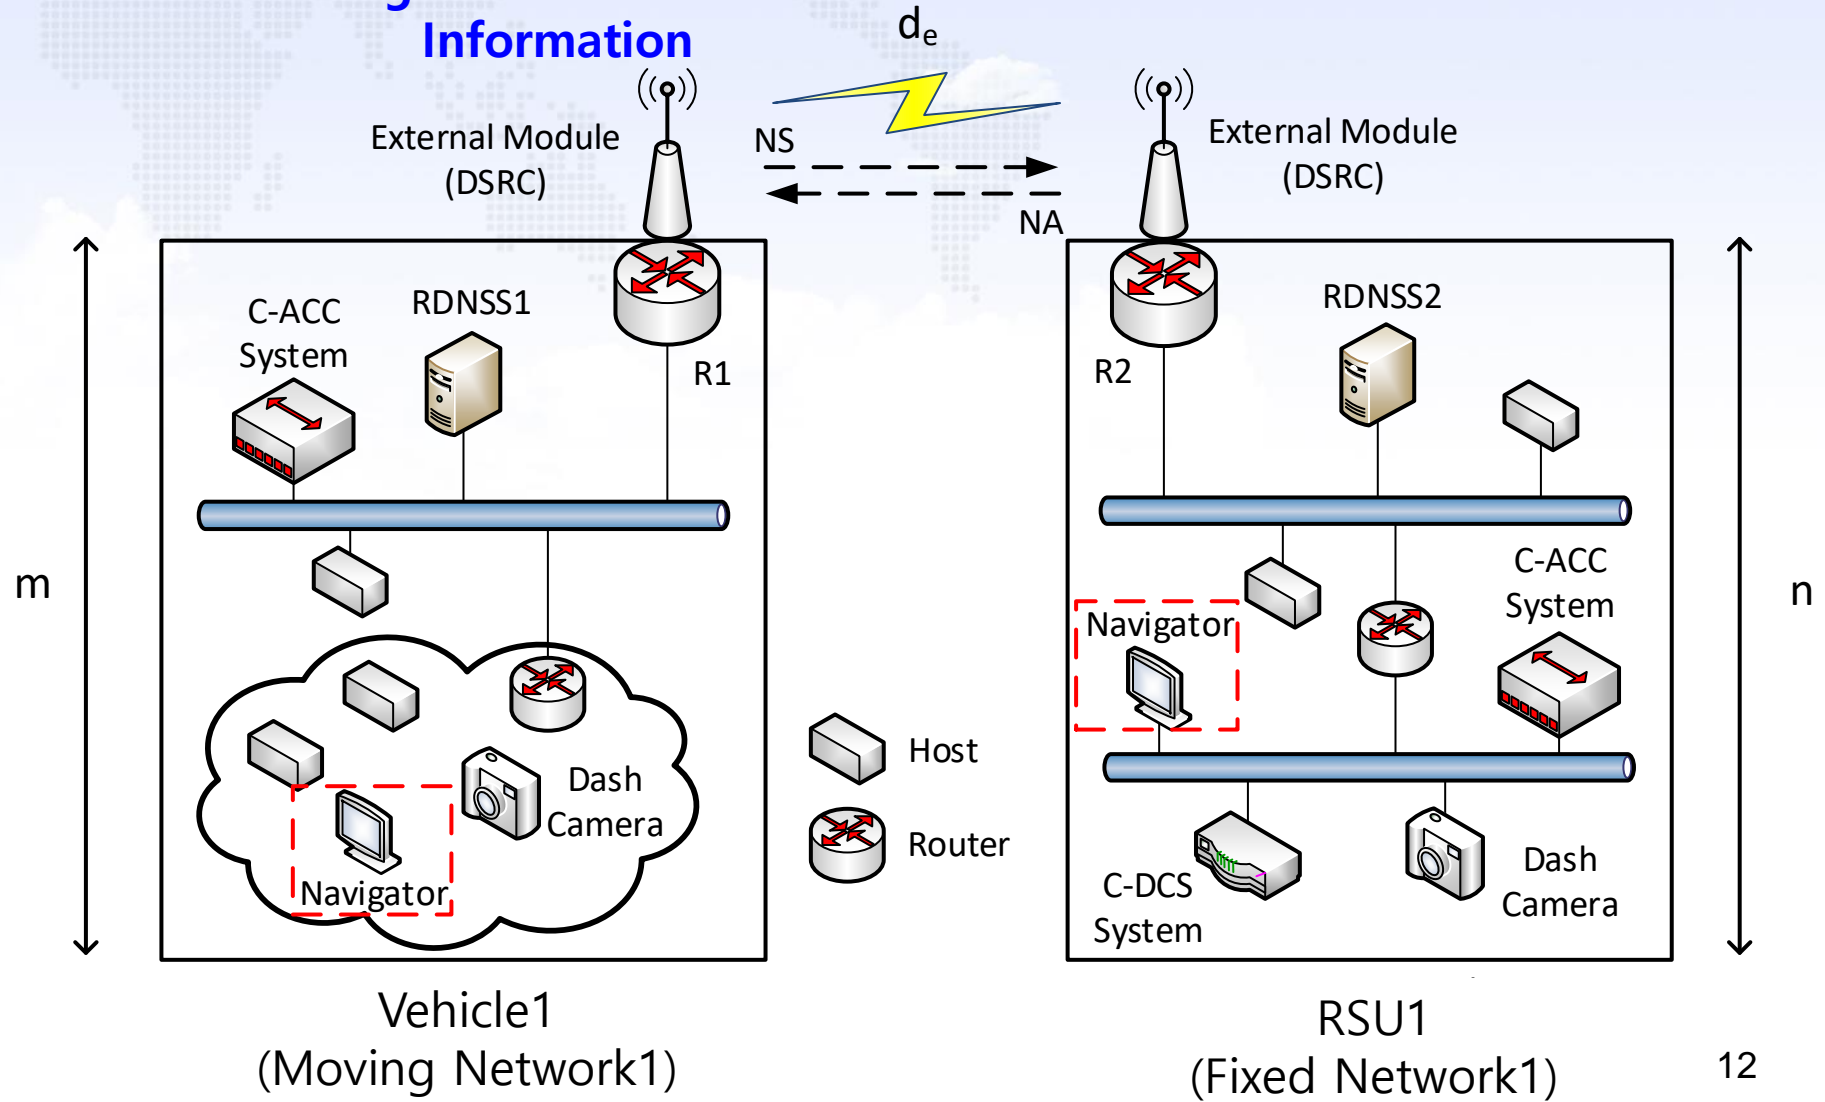 Information
d_e
External Module
(DSRC)
NS
NA
External Module
(DSRC)
C-ACC
System
RDNSS1
R1
R2
RDNSS2
m
n
C-ACC
System
Navigator
Host
Router
Dash
Camera
Navigator
C-DCS
System
Dash
Camera
Vehicle1
(Moving Network1)
RSU1
(Fixed Network1)
12